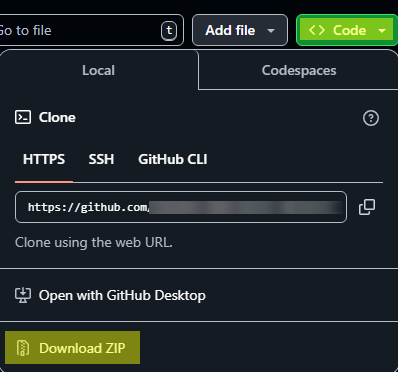 Go to file t Add file <> Code
Local Codespaces
Clone
HTTPS SSH GitHub CLI
https://github.com/
Clone using the web URL.
Open with GitHub Desktop
Download ZIP